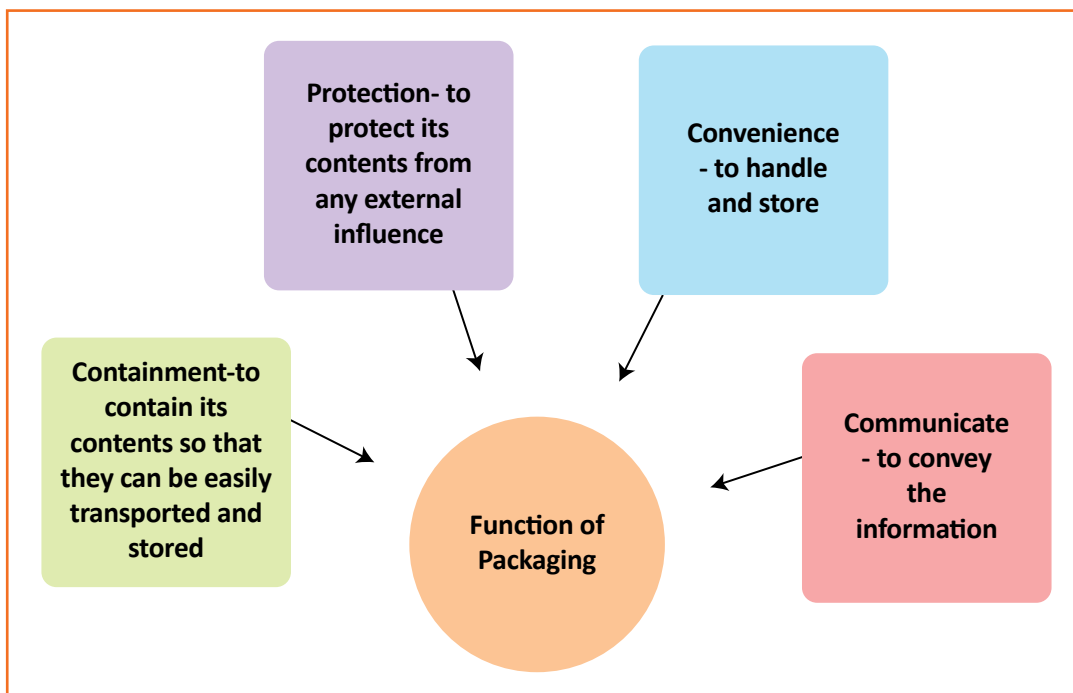 Protection- to
protect its
contents from
any external
influence
Convenience
- to handle
and store
Containment-to
contain its
contents so that
they can be easily
transported and
stored
Communicate
- to convey
the
information
Function of
Packaging